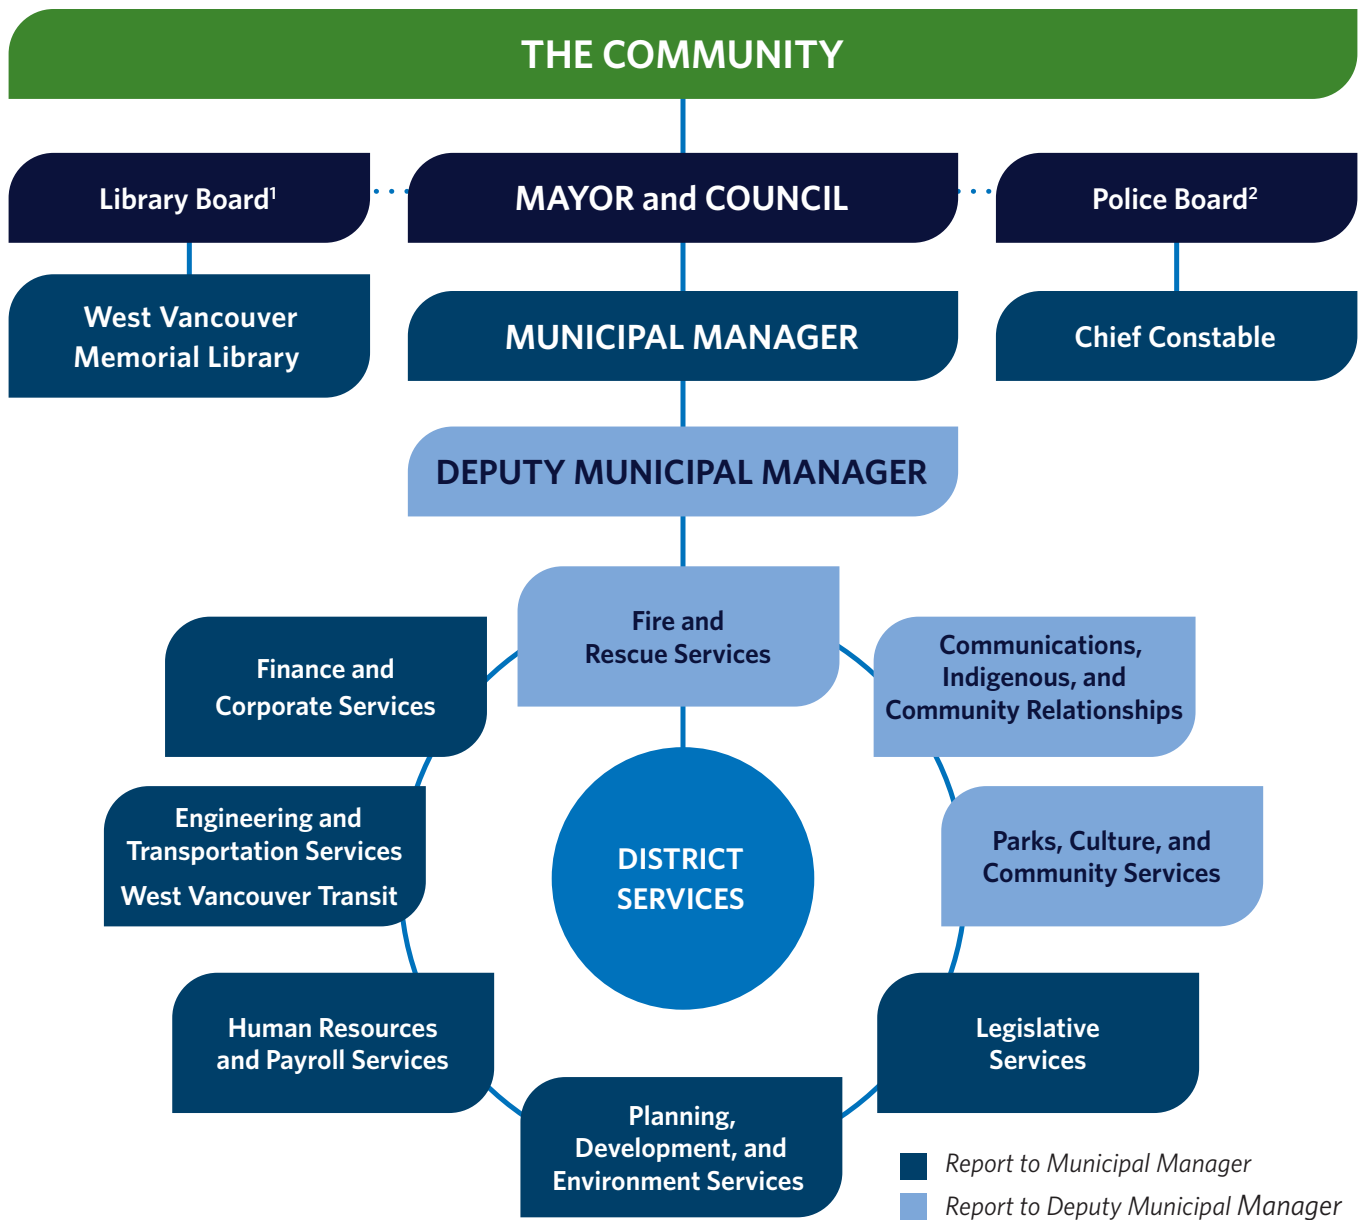 THE COMMUNITY
Library Board¹
MAYOR and COUNCIL
Police Board²
West Vancouver
Memorial Library
MUNICIPAL MANAGER
Chief Constable
DEPUTY MUNICIPAL MANAGER
Fire and
Rescue Services
Finance and
Corporate Services
Communications,
Indigenous, and
Community Relationships
Engineering and
Transportation Services
West Vancouver Transit
DISTRICT
SERVICES
Parks, Culture, and
Community Services
Human Resources
and Payroll Services
Legislative
Services
Planning,
Development, and
Environment Services
Report to Municipal Manager
Report to Deputy Municipal Manager